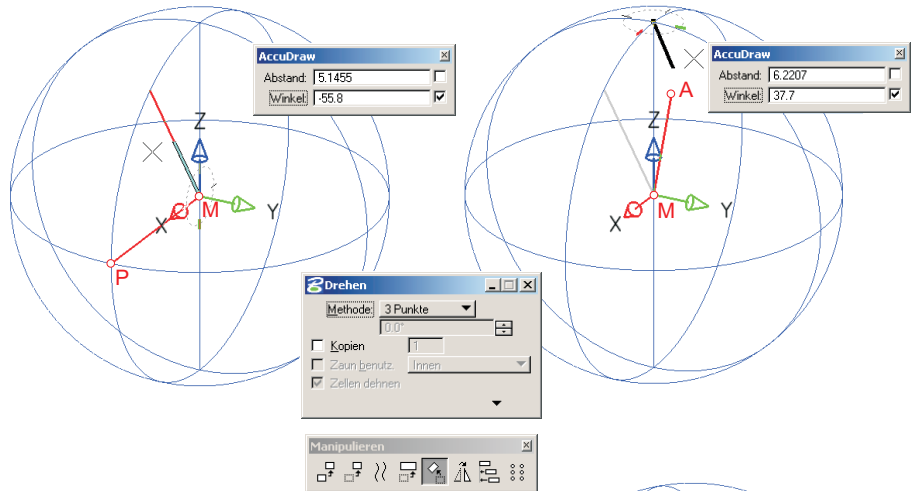 AccuDraw
Abstand: 5.1455
Winkel: -55.8
Z
M
X
Y
P
AccuDraw
Abstand: 6.2207
Winkel: 37.7
A
Z
M
X
Y
Drehen
Methode: 3 Punkte
0.0°
Kopien 1
Zaun benutz. Innen
Zellen dehnen
Manipulieren